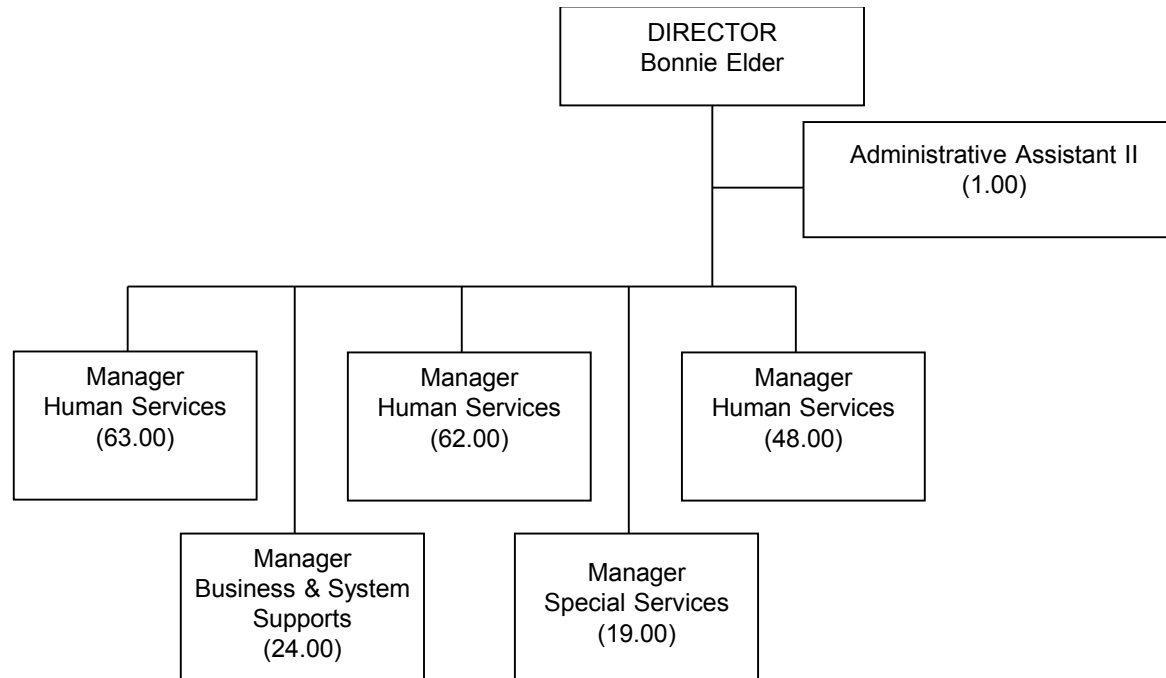 DIRECTOR
Bonnie Elder
Administrative Assistant II
(1.00)
Manager
Human Services
(63.00)
Manager
Human Services
(62.00)
Manager
Human Services
(48.00)
Manager
Business & System
Supports
(24.00)
Manager
Special Services
(19.00)